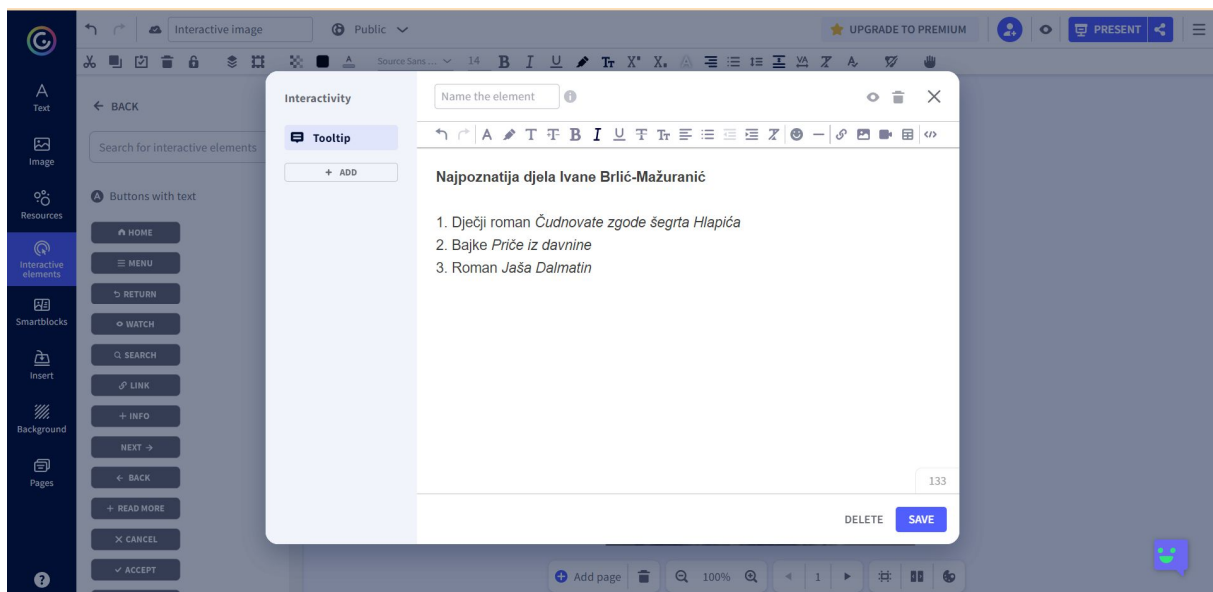 Interactive image
Public
UPGRADE TO PREMIUM
PRESENT
Source Sans ...
14
Text
Image
Resources
Interactive
elements
Smartblocks
Insert
Background
Pages
← BACK
Search for interactive elements
Buttons with text
HOME
MENU
RETURN
WATCH
SEARCH
LINK
+ INFO
NEXT →
← BACK
+ READ MORE
CANCEL
ACCEPT
Interactivity
Tooltip
+ ADD
Name the element
Najpoznatija djela Ivane Brlić-Mažuranić
1. Dječji roman Čudnovate zgode šegrta Hlapića
2. Bajke Priče iz davnine
3. Roman Jaša Dalmatin
133
DELETE
SAVE
Add page
100%
1